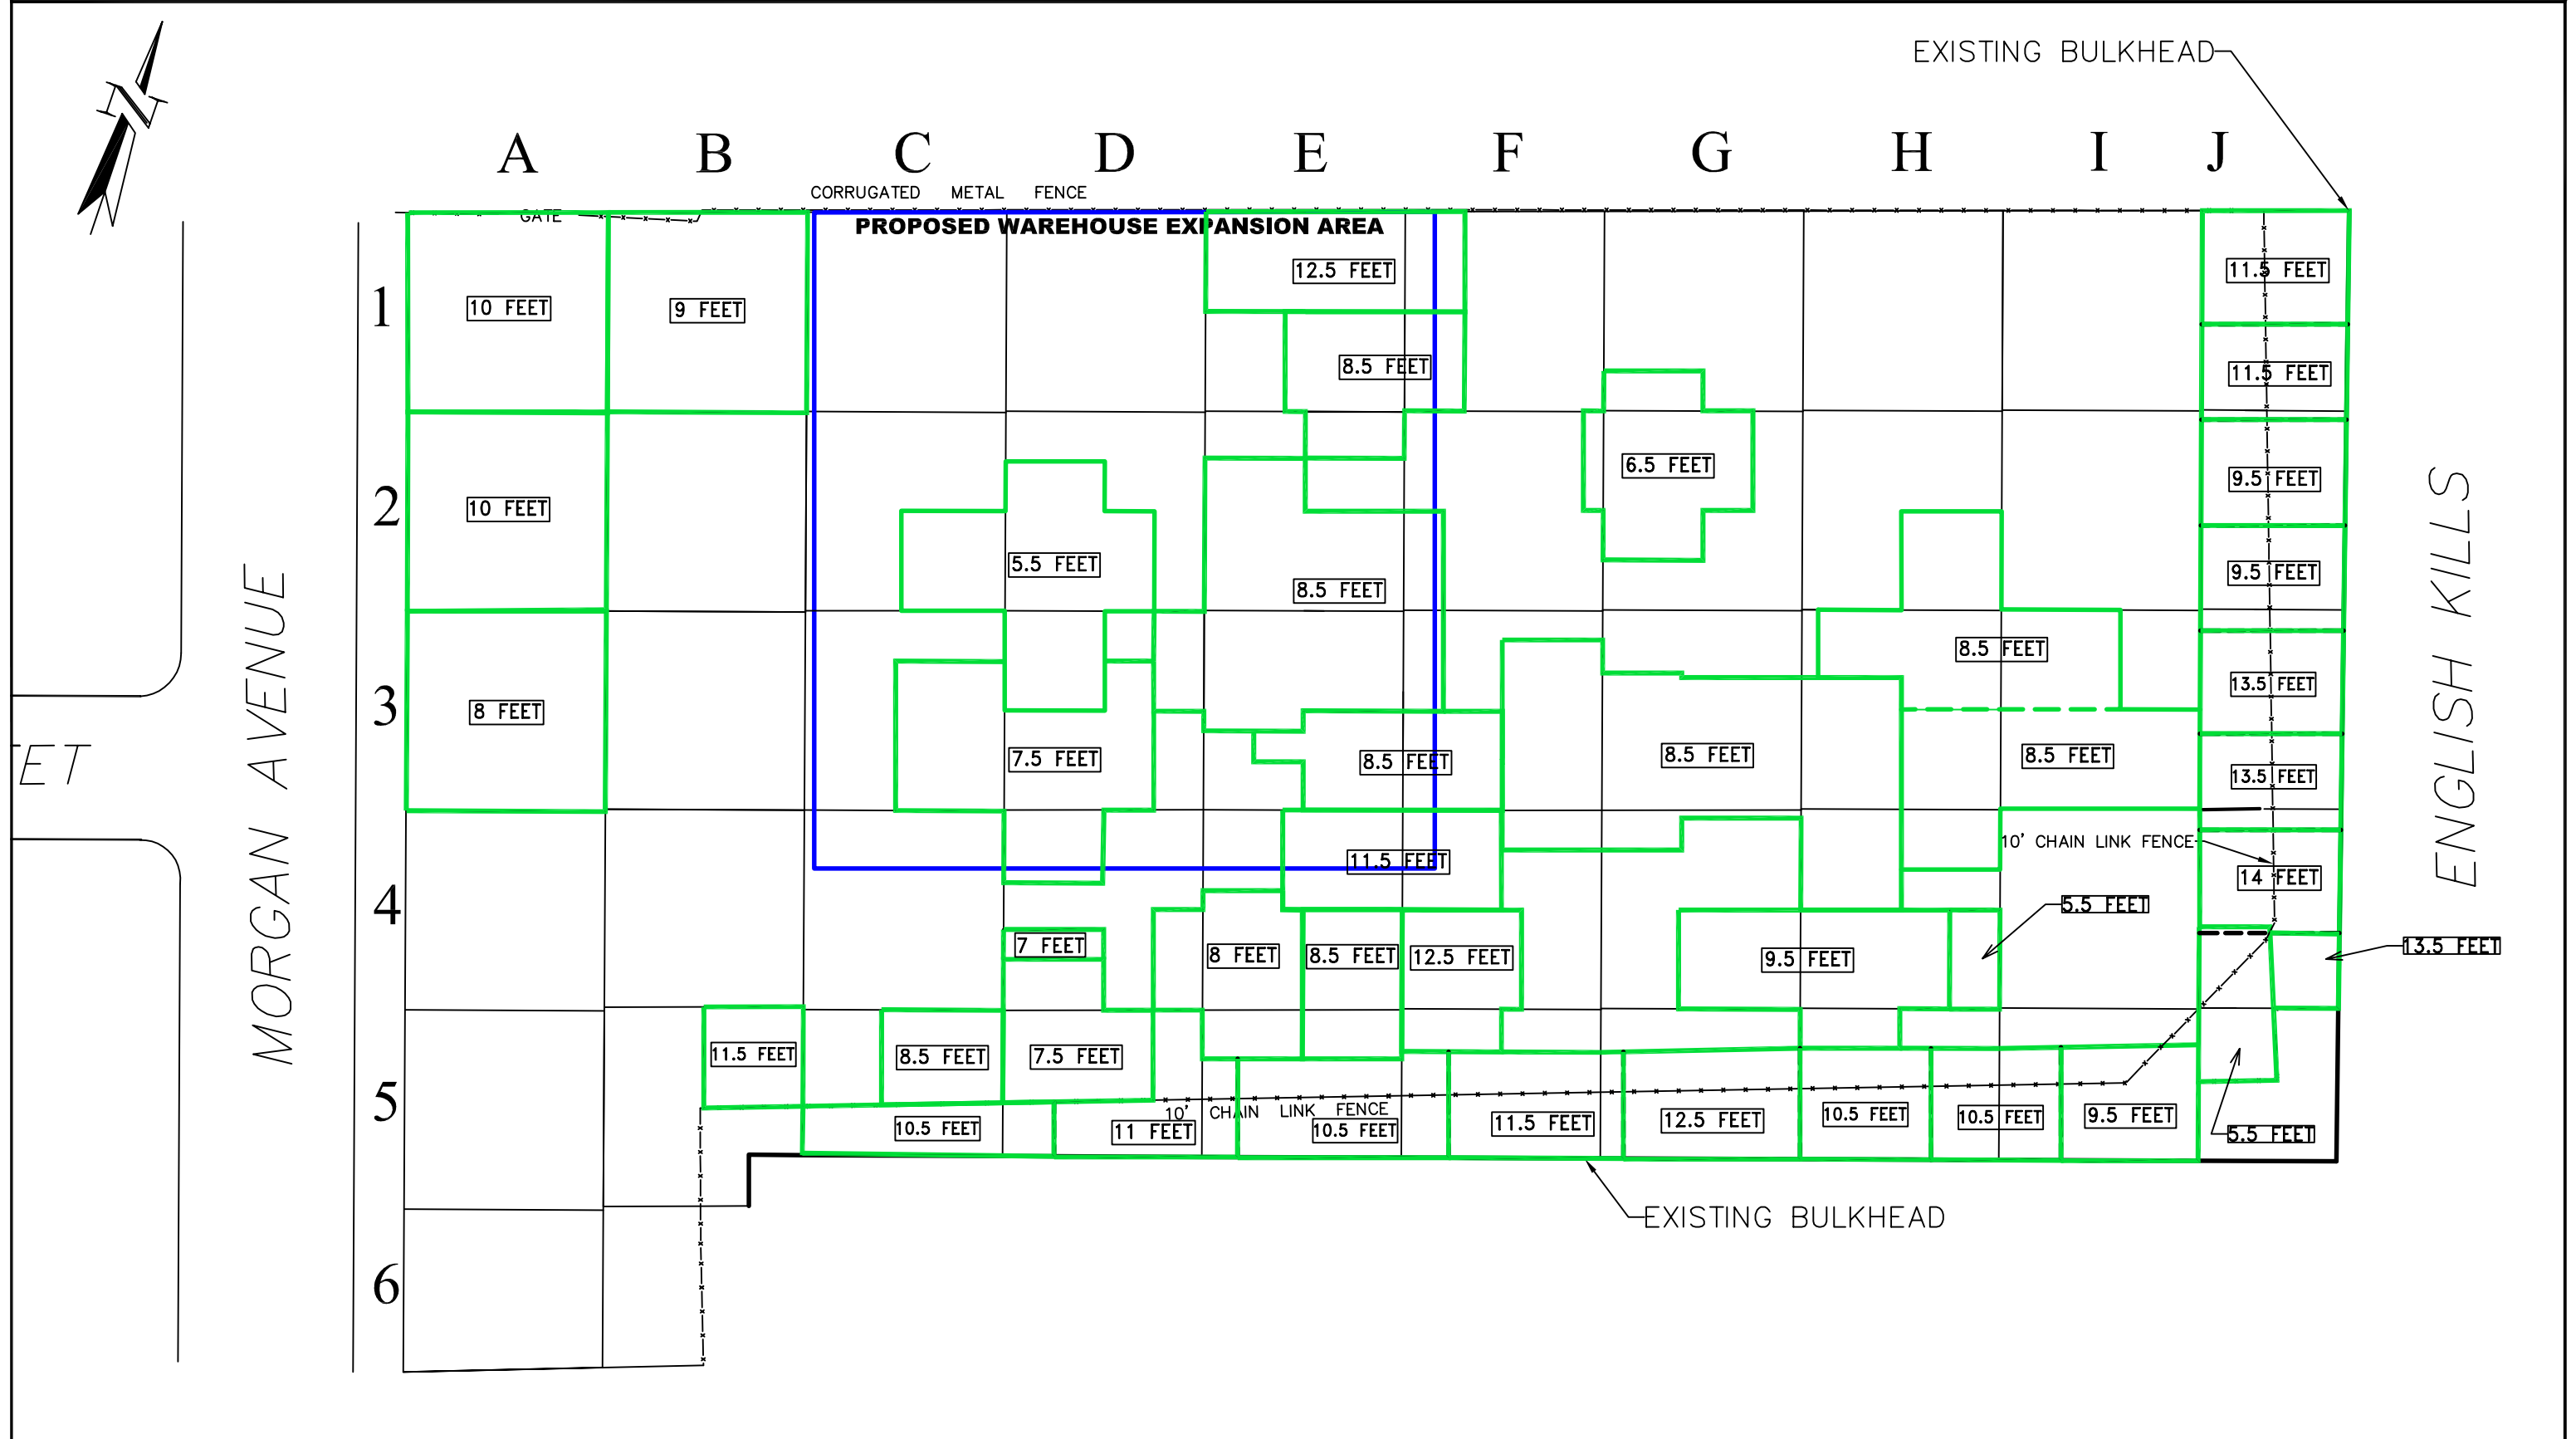 EXISTING BULKHEAD
N
A B C D E F G H I J
CORRUGATED METAL FENCE
GATE
PROPOSED WAREHOUSE EXPANSION AREA
12.5 FEET
11.5 FEET
1
10 FEET
9 FEET
8.5 FEET
11.5 FEET
6.5 FEET
9.5 FEET
2
10 FEET
5.5 FEET
9.5 FEET
8.5 FEET
8.5 FEET
13.5 FEET
3
8 FEET
7.5 FEET
8.5 FEET
8.5 FEET
8.5 FEET
13.5 FEET
ET
MORGAN AVENUE
ENGLISH KILLS
10' CHAIN LINK FENCE
11.5 FEET
14 FEET
4
5.5 FEET
7 FEET
8 FEET
8.5 FEET
12.5 FEET
9.5 FEET
13.5 FEET
11.5 FEET
8.5 FEET
7.5 FEET
5
10' CHAIN LINK FENCE
10.5 FEET
11 FEET
10.5 FEET
11.5 FEET
12.5 FEET
10.5 FEET
10.5 FEET
9.5 FEET
5.5 FEET
EXISTING BULKHEAD
6